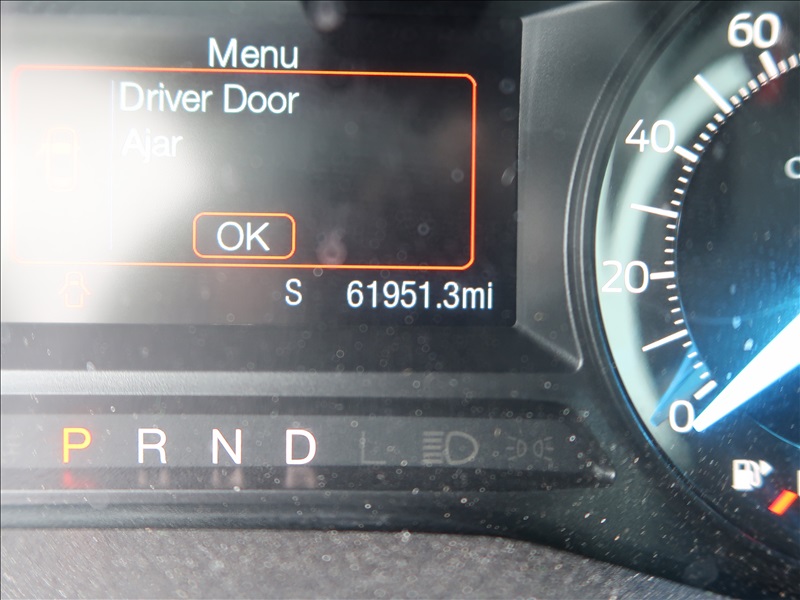 Menu
Driver Door
Ajar
OK
S 61951.3mi
P R N D L
60
40
20
0